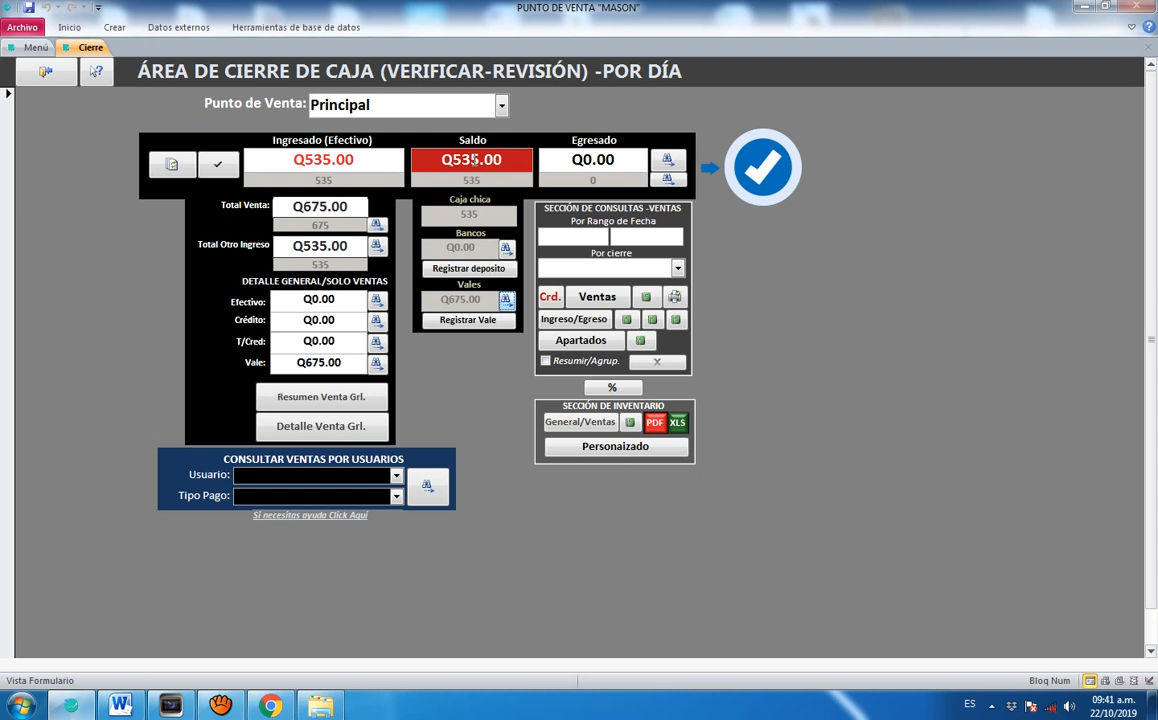 PUNTO DE VENTA "MASON"
Archivo Inicio Crear Datos externos Herramientas de base de datos
Menú Cierre
ÁREA DE CIERRE DE CAJA (VERIFICAR-REVISIÓN) -POR DÍA
Punto de Venta: Principal
Ingresado (Efectivo) Saldo Egresado
Q535.00 Q535.00 Q0.00
535 535 0
Total Venta: Q675.00
675
Total Otro Ingreso Q535.00
535
DETALLE GENERAL/SOLO VENTAS
Efectivo: Q0.00
Crédito: Q0.00
T/Cred: Q0.00
Vale: Q675.00
Resumen Venta Grl.
Detalle Venta Grl.
Caja chica
535
Bancos
Q0.00
Registrar deposito
Vales
Q675.00
Registrar Vale
SECCIÓN DE CONSULTAS -VENTAS
Por Rango de Fecha
Por cierre
Crd. Ventas
Ingreso/Egreso
Apartados
Resumir/Agrup. X
%
SECCIÓN DE INVENTARIO
General/Ventas PDF XLS
Personaizado
CONSULTAR VENTAS POR USUARIOS
Usuario:
Tipo Pago:
Si necesitas ayuda Click Aquí
Vista Formulario Bloq Num
ES 09:41 a.m.
22/10/2019